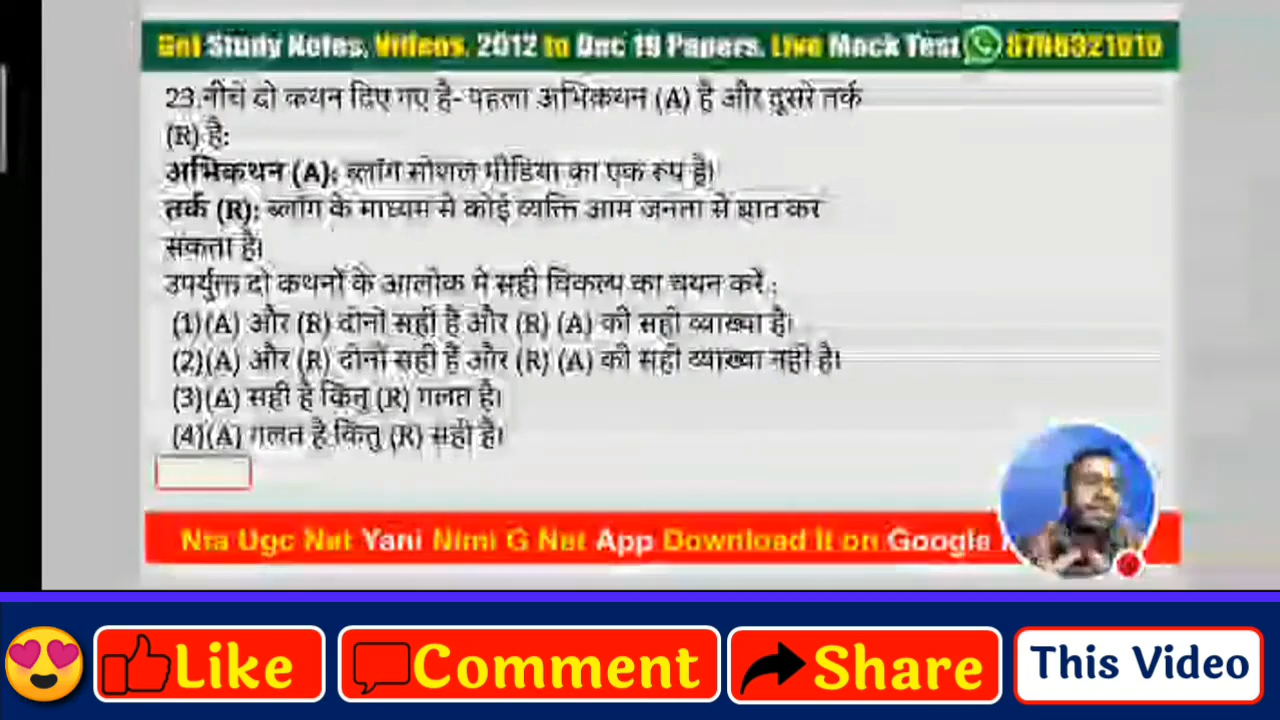 Get Study Notes, Videos, 2012 to Dec 19 Papers, Live Mock Test
23.नीचे दो कथन दिए गए है- पहला अभिकथन (A) है और दूसरे तर्क
(R) है:
अभिकथन (A): ब्लॉग सोशल मीडिया का एक रूप है।
तर्क (R): ब्लॉग के माध्यम से कोई व्यक्ति आम जनता से बात कर
सकता है।
उपर्युक्त दो कथनों के आलोक में सही विकल्प का चयन करें :
(1)(A) और (R) दोनों सही है और (R) (A) की सही व्याख्या है।
(2)(A) और (R) दोनों सही है और (R) (A) की सही व्याख्या नहीं है।
(3)(A) सही है किंतु (R) गलत है।
(4)(A) गलत है किंतु (R) सही है।
Nta Ugc Net Yani Nimi G Net App Download It on Google
Like
Comment
Share
This Video